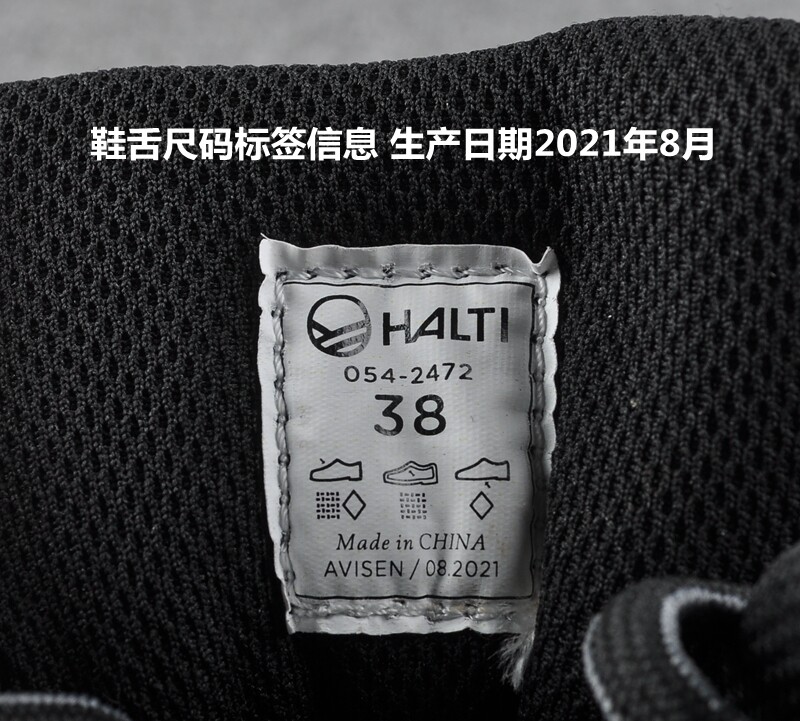 鞋舌尺码标签信息 生产日期2021年8月
HALTI
054-2472
38
Made in CHINA
AVISEN / 08.2021